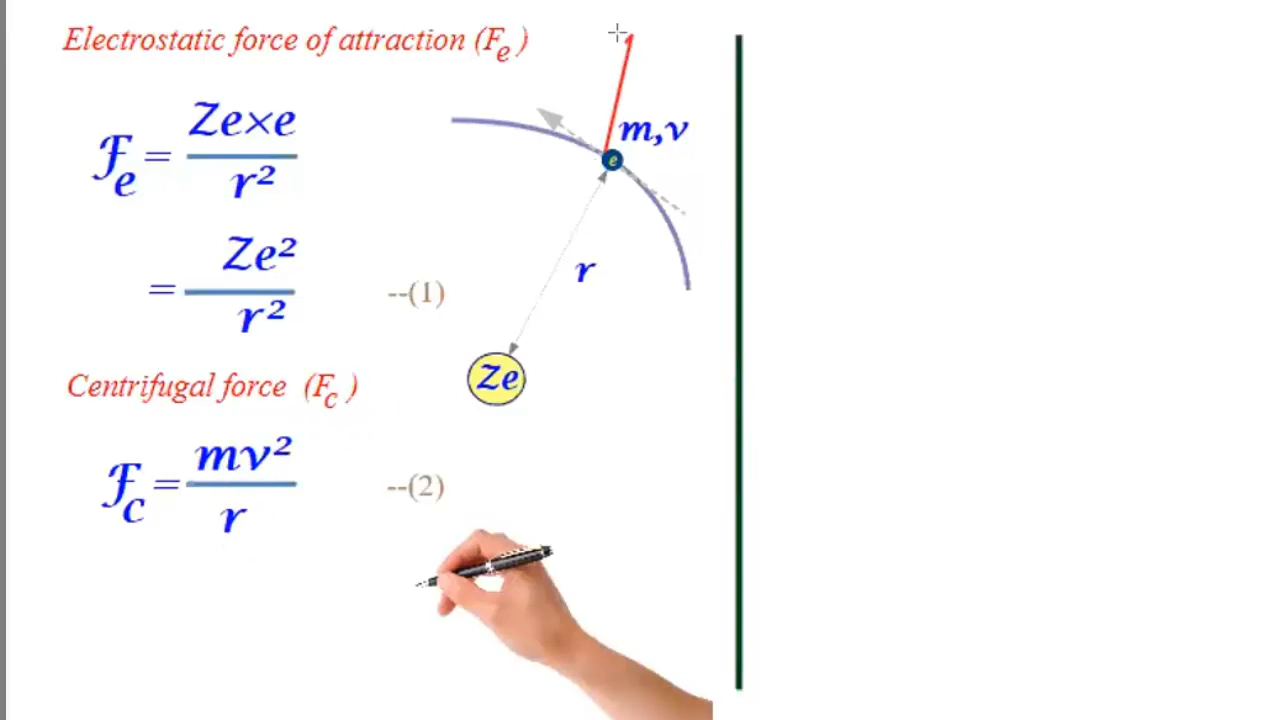 Electrostatic force of attraction (Fe)
Fe = Ze×e / r²
= Ze² / r² --(1)
Centrifugal force (Fc)
Fc = mv² / r --(2)
m,v
e
r
Ze